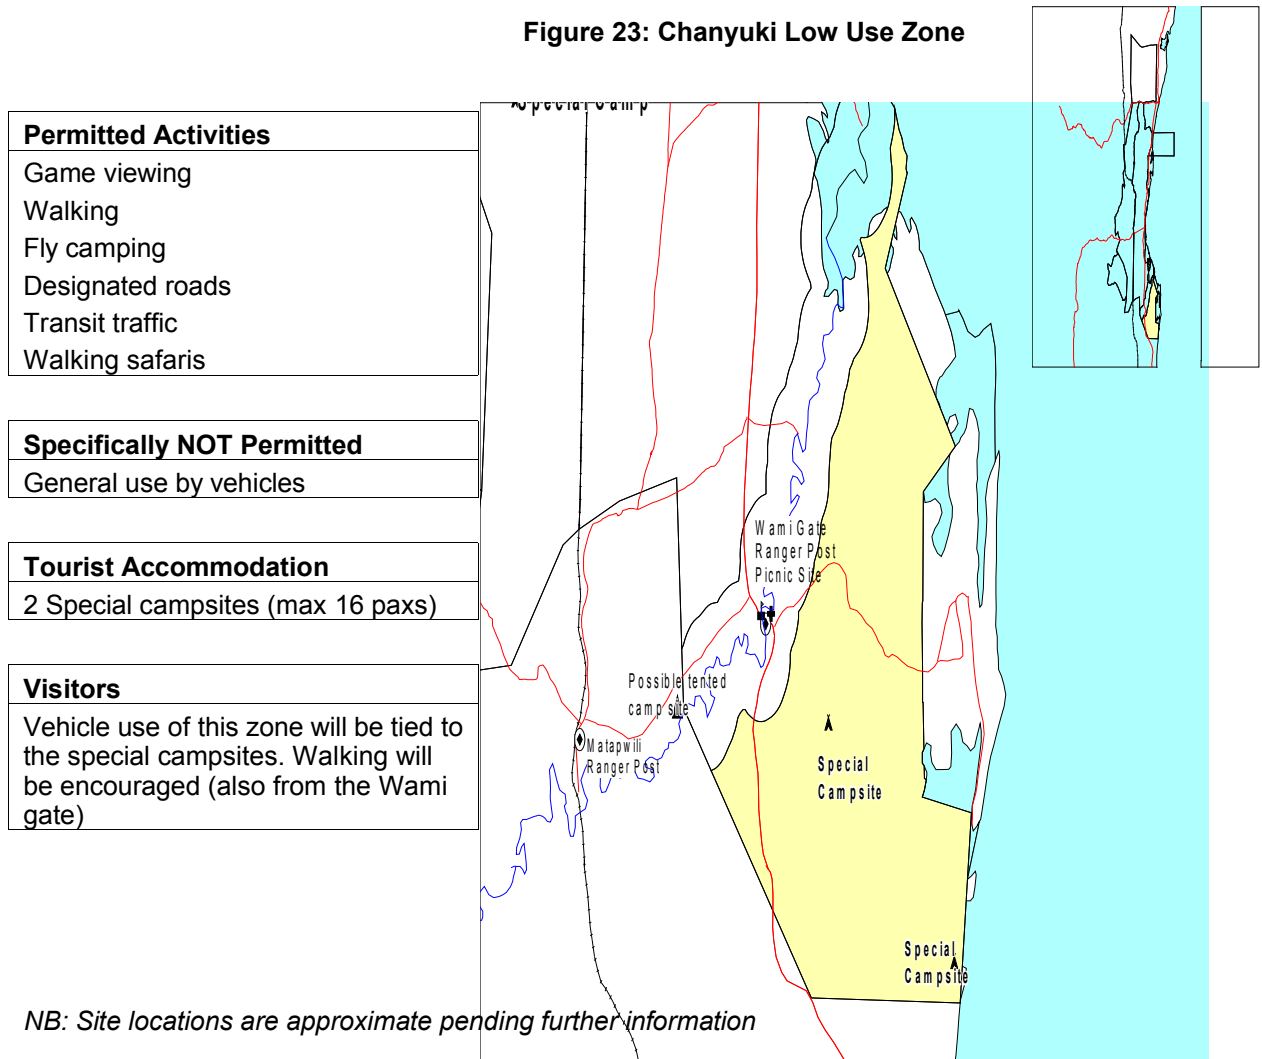 Figure 23: Chanyuki Low Use Zone
Special Camp
Permitted Activities
Game viewing
Walking
Fly camping
Designated roads
Transit traffic
Walking safaris
Specifically NOT Permitted
General use by vehicles
Tourist Accommodation
2 Special campsites (max 16 paxs)
Visitors
Vehicle use of this zone will be tied to
the special campsites. Walking will
be encouraged (also from the Wami
gate)
Wami Gate
Ranger Post
Picnic Site
Possible tented
camp site
Matapwili
Ranger Post
Special
Campsite
Special
Campsite
NB: Site locations are approximate pending further information